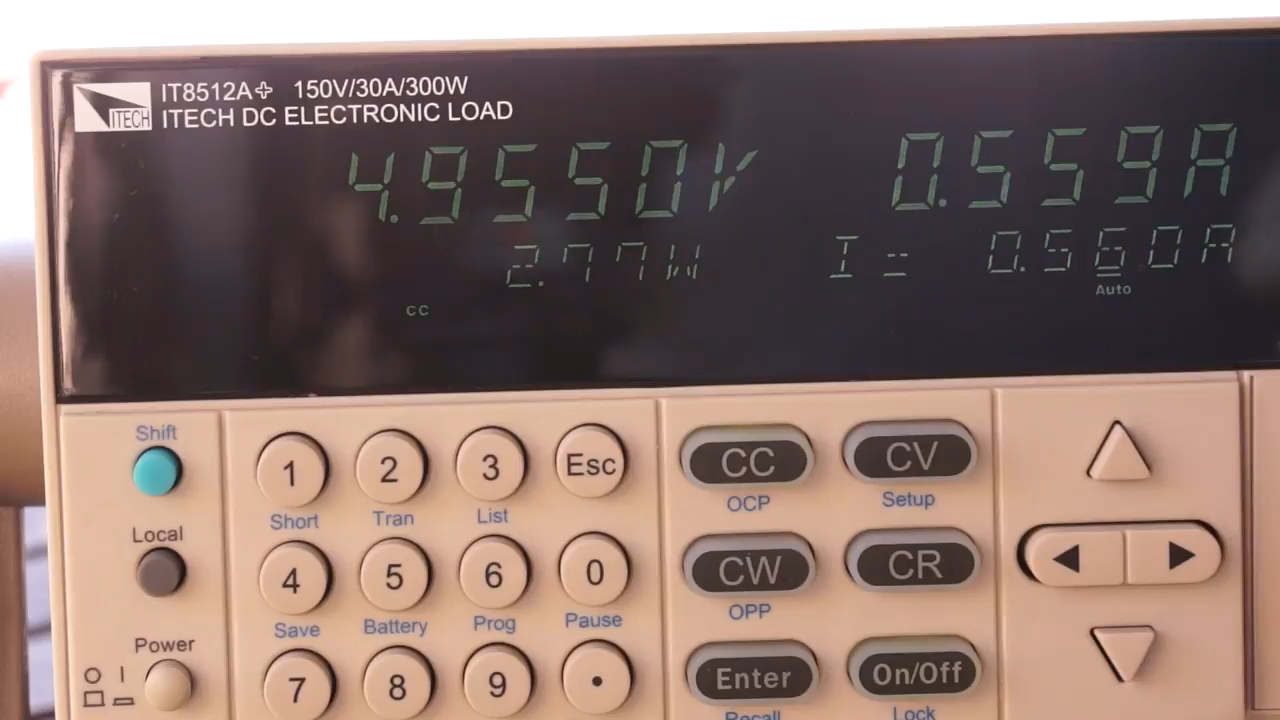 ITECH
IT8512A+ 150V/30A/300W
ITECH DC ELECTRONIC LOAD
4.9550V 0.559A
2.77W I = 0.560A
Auto
CC
Shift
1 2 3 Esc
CC CV
Short Tran List
OCP Setup
Local
4 5 6 0
CW CR
Save Battery Prog Pause
OPP
Power
7 8 9 .
Enter On/Off
Recall Lock